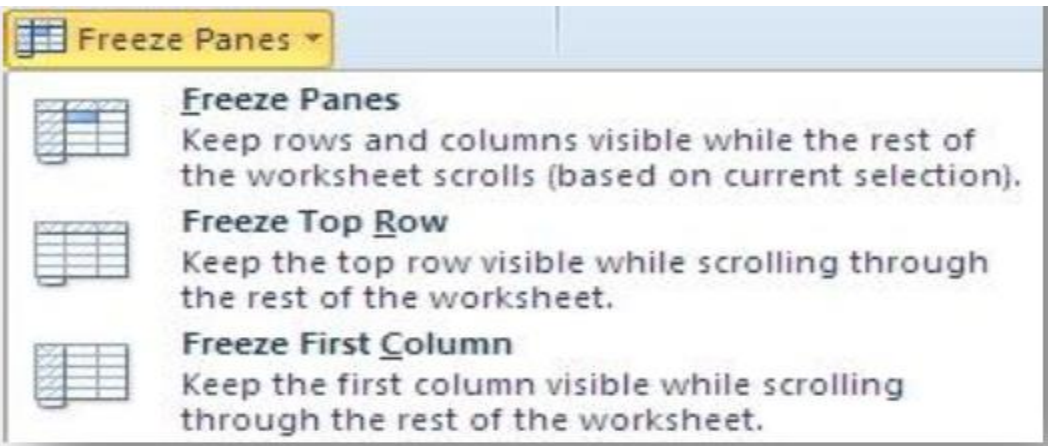 Freeze Panes
Freeze Panes
Keep rows and columns visible while the rest of
the worksheet scrolls (based on current selection).
Freeze Top Row
Keep the top row visible while scrolling through
the rest of the worksheet.
Freeze First Column
Keep the first column visible while scrolling
through the rest of the worksheet.